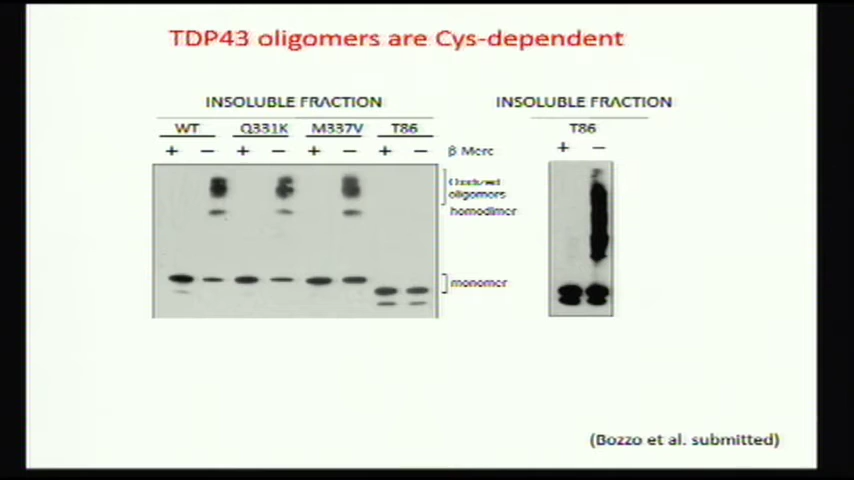 TDP43 oligomers are Cys-dependent
INSOLUBLE FRACTION
INSOLUBLE FRACTION
WT Q331K M337V T86
T86
+ − + − + − + − β Merc
+ −
oligomers
homodimer
monomer
(Bozzo et al. submitted)